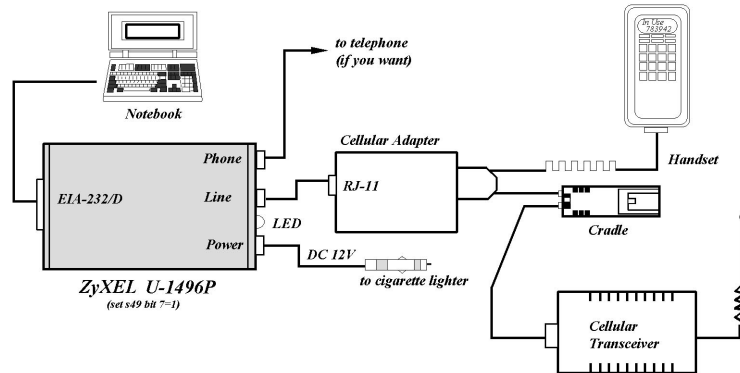 In Use
783942
to telephone
(if you want)
Notebook
Cellular Adapter
Phone
Handset
RJ-11
EIA-232/D
Line
LED
Cradle
Power
DC 12V
to cigarette lighter
ZyXEL U-1496P
(set s49 bit 7=1)
Cellular
Transceiver